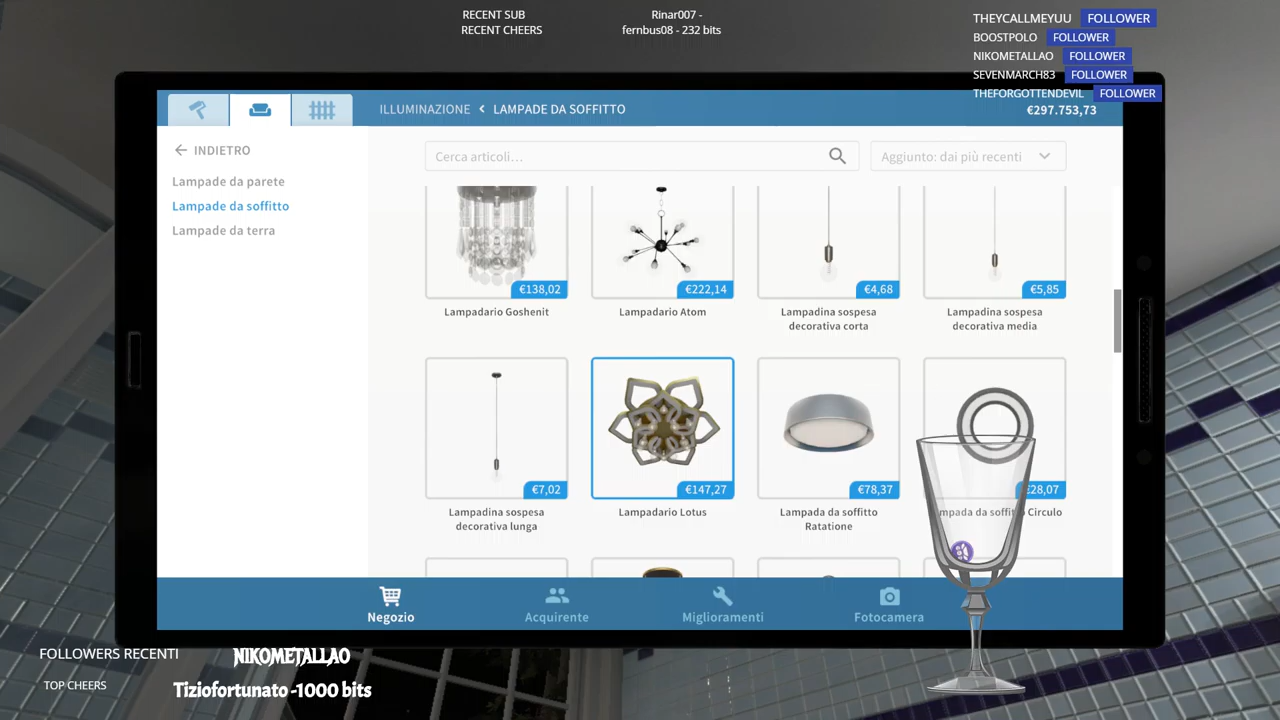 RECENT SUB
Rinar007 -
RECENT CHEERS
fernbus08 - 232 bits
THEYCALLMEYUU FOLLOWER
BOOSTPOLO FOLLOWER
NIKOMETALLAO FOLLOWER
SEVENMARCH83 FOLLOWER
THEFORGOTTENDEVIL FOLLOWER
ILLUMINAZIONE < LAMPADE DA SOFFITTO
€297.753,73
INDIETRO
Lampade da parete
Lampade da soffitto
Lampade da terra
Cerca articoli...
Aggiunto: dai più recenti
€138,02
€222,14
€4,68
€5,85
Lampadario Goshenit
Lampadario Atom
Lampadina sospesa
decorativa corta
Lampadina sospesa
decorativa media
€7,02
€147,27
€78,37
€28,07
Lampadina sospesa
decorativa lunga
Lampadario Lotus
Lampada da soffitto
Ratatione
mpada da soffitto Circulo
Negozio
Acquirente
Miglioramenti
Fotocamera
FOLLOWERS RECENTI
NIKOMETALLAO
TOP CHEERS
Tiziofortunato -1000 bits